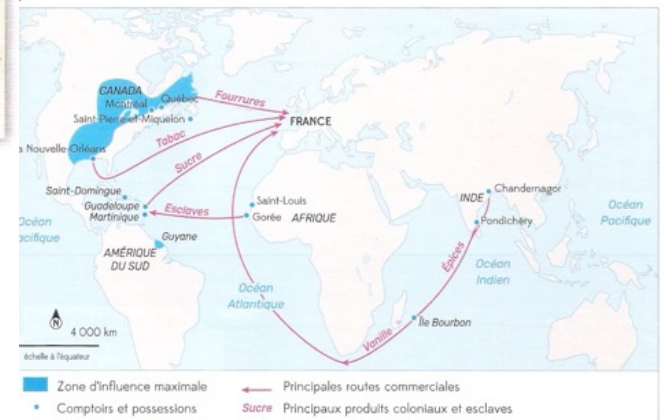 CANADA
Montréal
Québec
Fourrures
Saint-Pierre-et-Miquelon
FRANCE
Tabac
a Nouvelle-Orléans
Sucre
Saint-Domingue
Guadeloupe
Martinique
Esclaves
Saint-Louis
Gorée
AFRIQUE
INDE
Chandernagor
Pondichéry
Océan
Pacifique
Océan
acifique
Guyane
AMÉRIQUE
DU SUD
Épices
Océan
Indien
Océan
Atlantique
Île Bourbon
Vanille
N
4 000 km
échelle à l'équateur
Zone d'influence maximale
Principales routes commerciales
Comptoirs et possessions
Sucre
Principaux produits coloniaux et esclaves